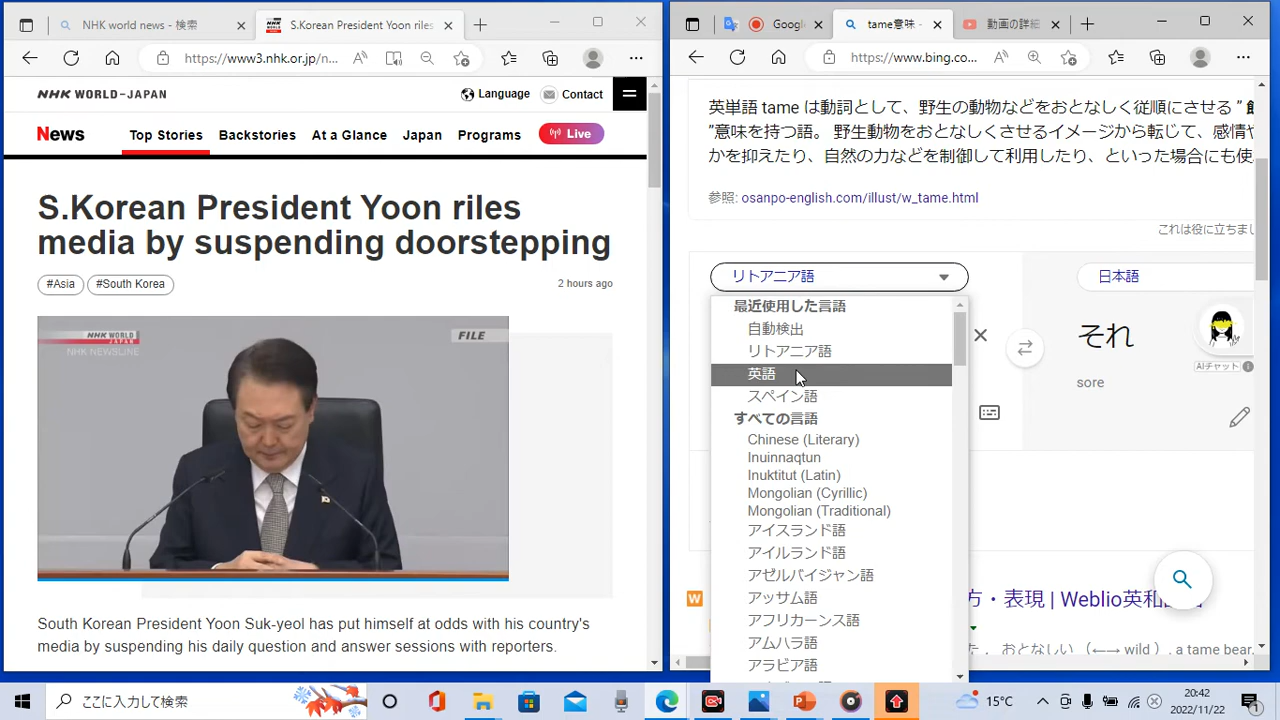 NHK world news - 検索
S.Korean President Yoon riles
https://www3.nhk.or.jp/n...
NHK WORLD-JAPAN
Language
Contact
News
Top Stories
Backstories
At a Glance
Japan
Programs
Live
S.Korean President Yoon riles
media by suspending doorstepping
#Asia
#South Korea
2 hours ago
NHK WORLD
JAPAN
NHK NEWSLINE
FILE
South Korean President Yoon Suk-yeol has put himself at odds with his country's
media by suspending his daily question and answer sessions with reporters.
Googl
tame意味 -
動画の詳細
https://www.bing.co...
英単語 tame は動詞として、野生の動物などをおとなしく従順にさせる ”
”意味を持つ語。 野生動物をおとなしくさせるイメージから転じて、感情や
かを抑えたり、自然の力などを制御して利用したり、といった場合にも使
参照: osanpo-english.com/illust/w_tame.html
これは役に立ちまし
リトアニア語
日本語
最近使用した言語
自動検出
リトアニア語
英語
スペイン語
すべての言語
Chinese (Literary)
Inuinnaqtun
Inuktitut (Latin)
Mongolian (Cyrillic)
Mongolian (Traditional)
アイスランド語
アイルランド語
アゼルバイジャン語
アッサム語
アフリカーンス語
アムハラ語
アラビア語
それ
sore
AIチャット
W
方・表現 | Weblio英和
た 、おとなしい （←→ wild ）, a tame bear.
ここに入力して検索
15℃
20:42
2022/11/22